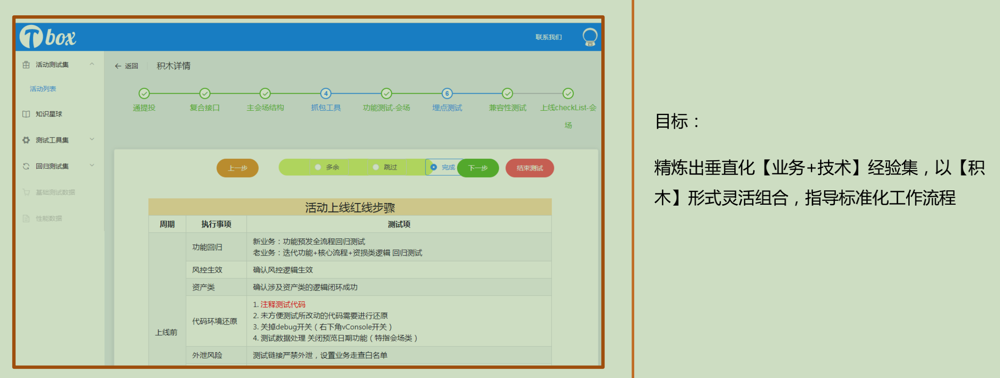 Tbox
联系我们
活动测试集
活动列表
知识星球
测试工具集
回归测试集
基础测试数据
性能数据
← 返回
积木详情
4
6
通提投
复合接口
主会场结构
抓包工具
功能测试-会场
埋点测试
兼容性测试
上线checkList-会
场
上一步
多余
跳过
完成
下一步
结束测试
活动上线红线步骤
周期
执行事项
测试项
上线前
功能回归
新业务：功能预发全流程回归测试
老业务：迭代功能+核心流程+资损类逻辑 回归测试
风控生效
确认风控逻辑生效
资产类
确认涉及资产类的逻辑闭环成功
代码环境还原
1. 注释测试代码
2. 未方便测试所改动的代码需要进行还原
3. 关掉debug开关（右下角vConsole开关）
4. 测试数据处理 关闭预览日期功能（特指会场类）
外泄风险
测试链接严禁外泄，设置业务走查白名单
目标：
精炼出垂直化【业务+技术】经验集，以【积
木】形式灵活组合，指导标准化工作流程